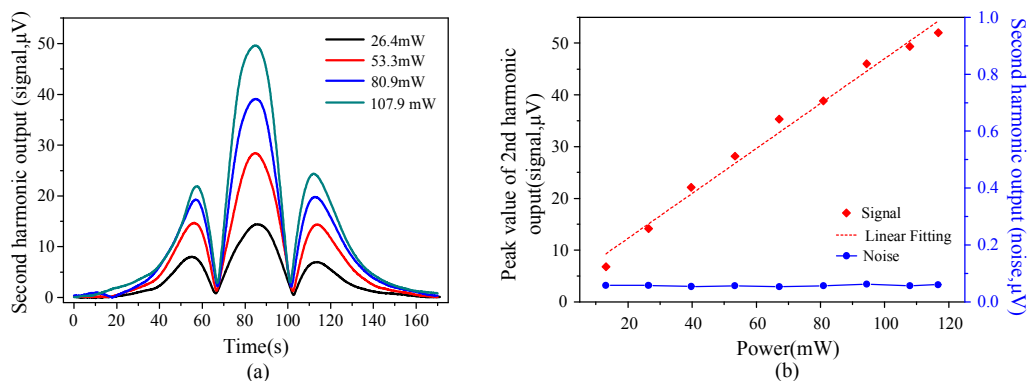 Second harmonic output (signal,μV)
50
40
30
20
10
0
26.4mW
53.3mW
80.9mW
107.9 mW
0
20
40
60
80
100
120
140
160
Time(s)
(a)
Peak value of 2nd harmonic
ouput(signal,μV)
50
40
30
20
10
0
Signal
Linear Fitting
Noise
20
40
60
80
100
120
Power(mW)
(b)
1.0
0.8
0.6
0.4
0.2
0.0
Second harmonic output (noise,μV)